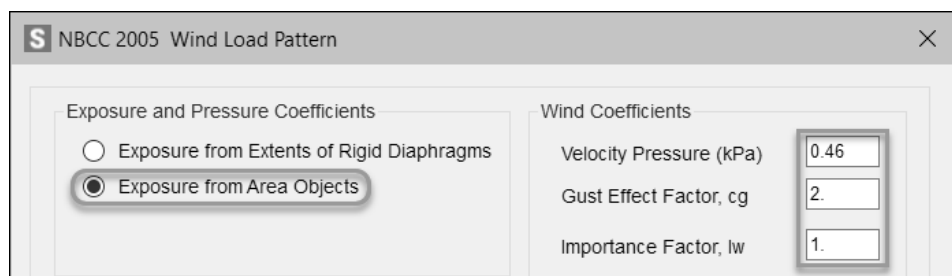 S NBCC 2005 Wind Load Pattern
Exposure and Pressure Coefficients
Exposure from Extents of Rigid Diaphragms
Exposure from Area Objects
Wind Coefficients
Velocity Pressure (kPa) 0.46
Gust Effect Factor, cg 2.
Importance Factor, Iw 1.